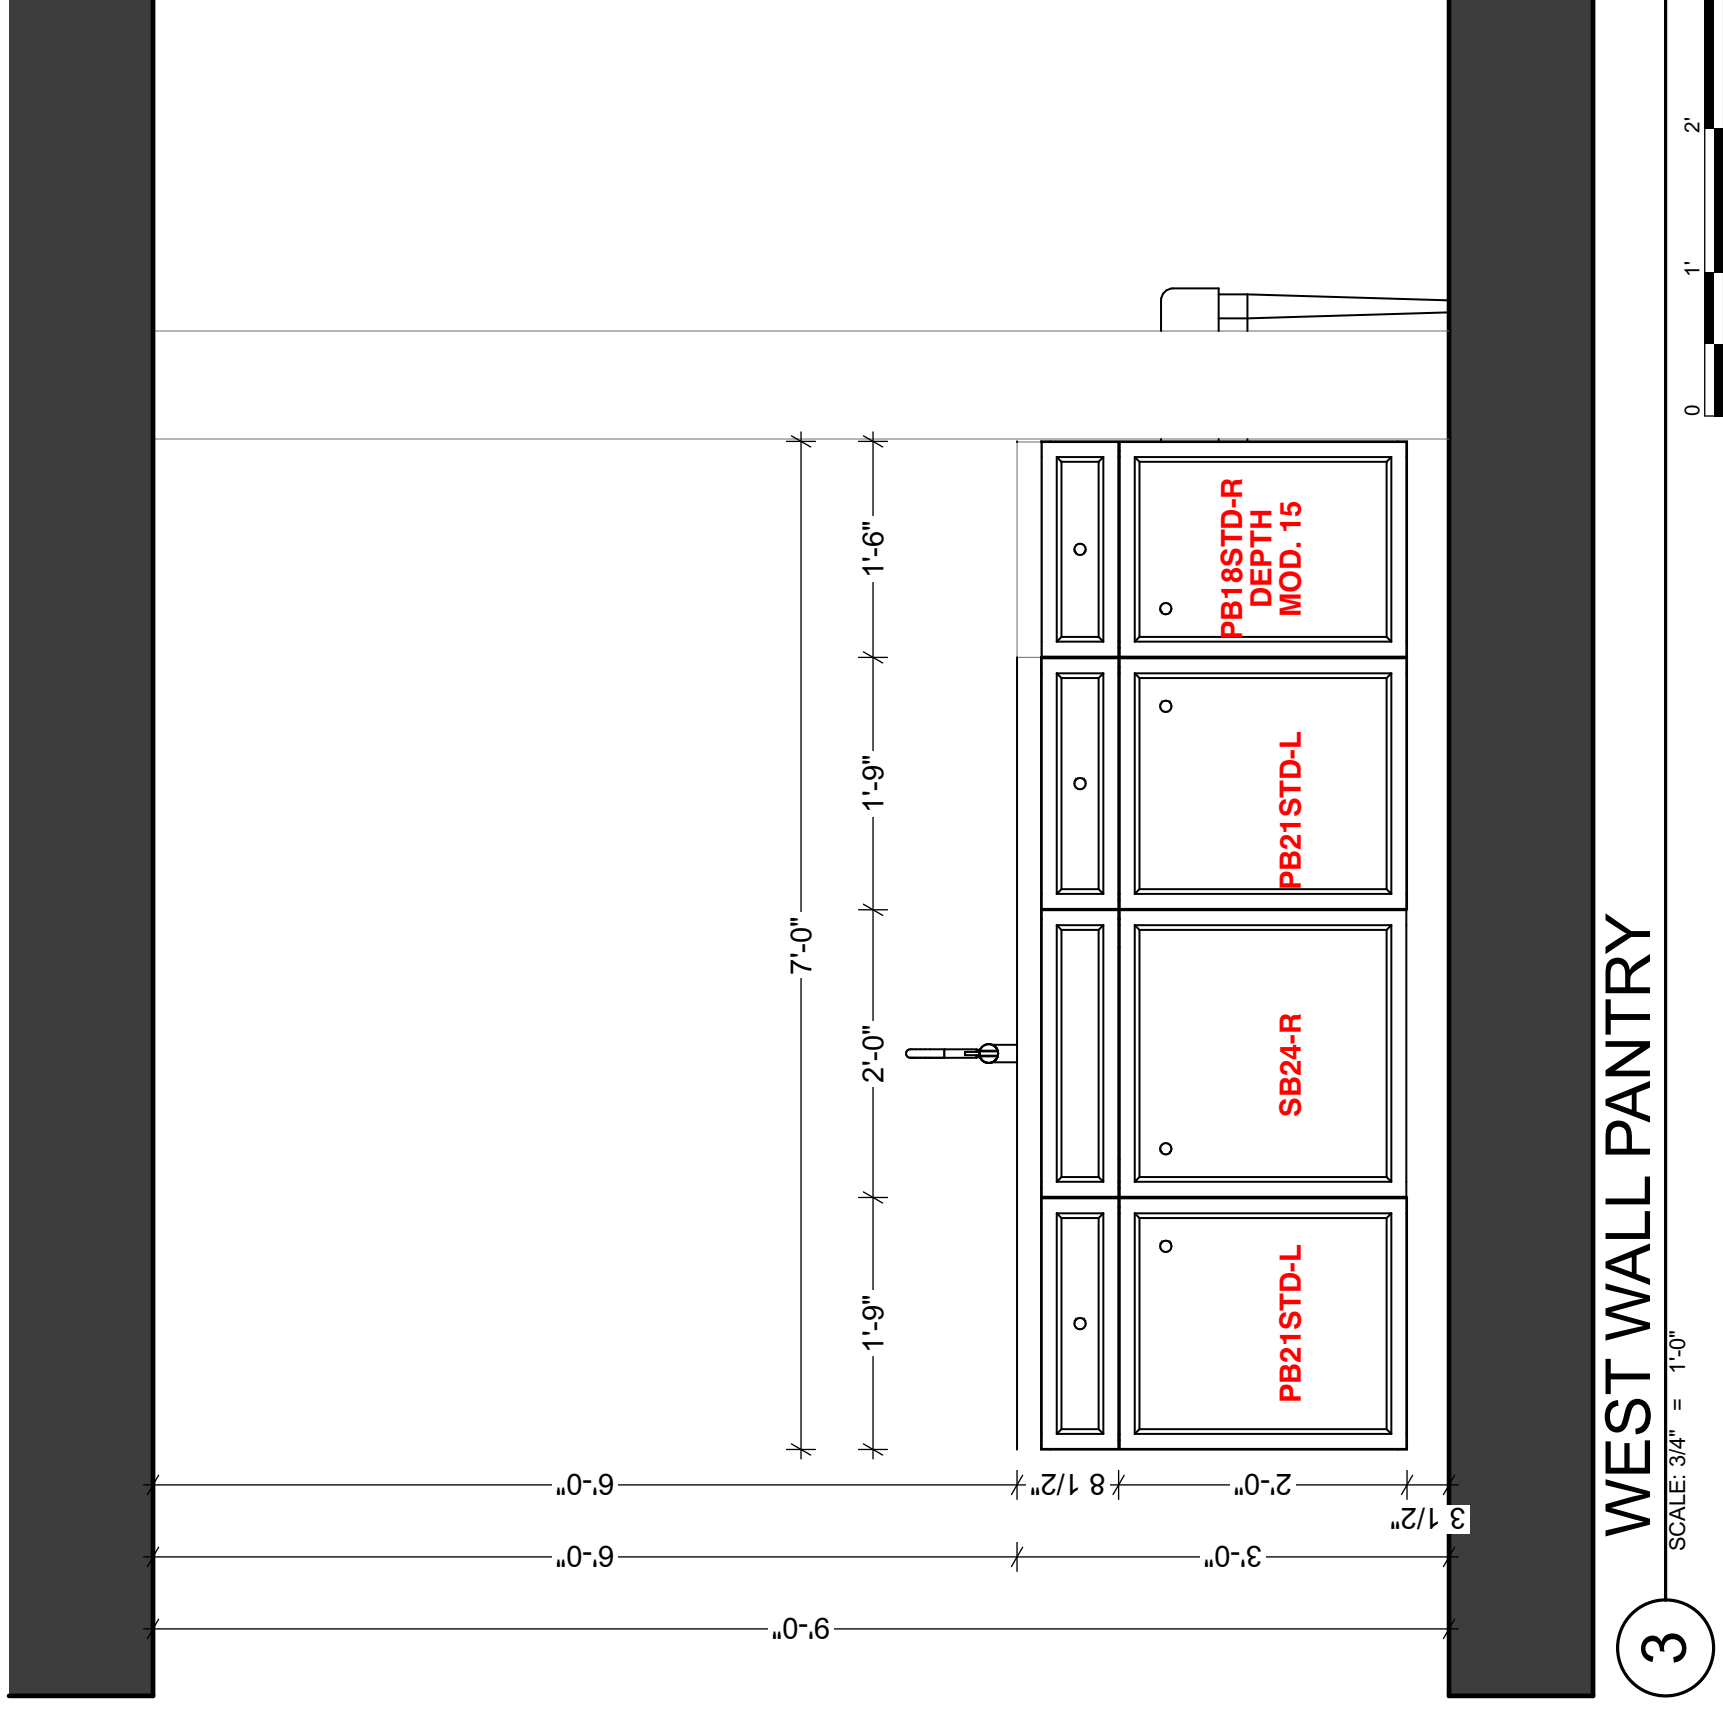 7'-0"
1'-9"
2'-0"
1'-9"
1'-6"
9'-0"
6'-0"
3'-0"
6'-0"
8 1/2"
2'-0"
3 1/2"
PB21STD-L
SB24-R
PB21STD-L
PB18STD-R
DEPTH
MOD. 15
3
WEST WALL PANTRY
SCALE: 3/4" = 1'-0"
0 1' 2'